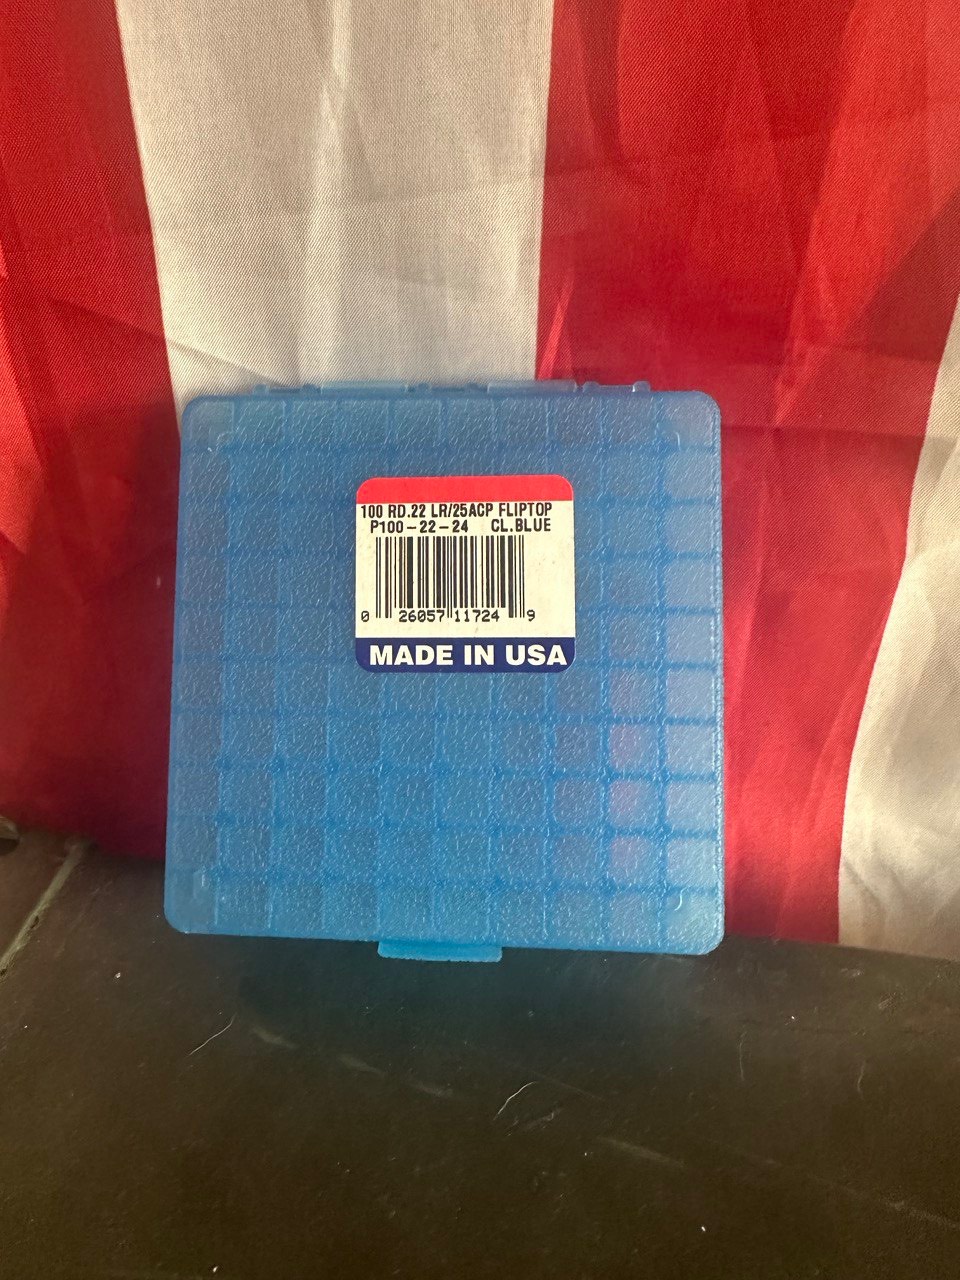 100 RD.22 LR/25ACP FLIPTOP
P100-22-24 CL.BLUE
0 26057 11724 9
MADE IN USA